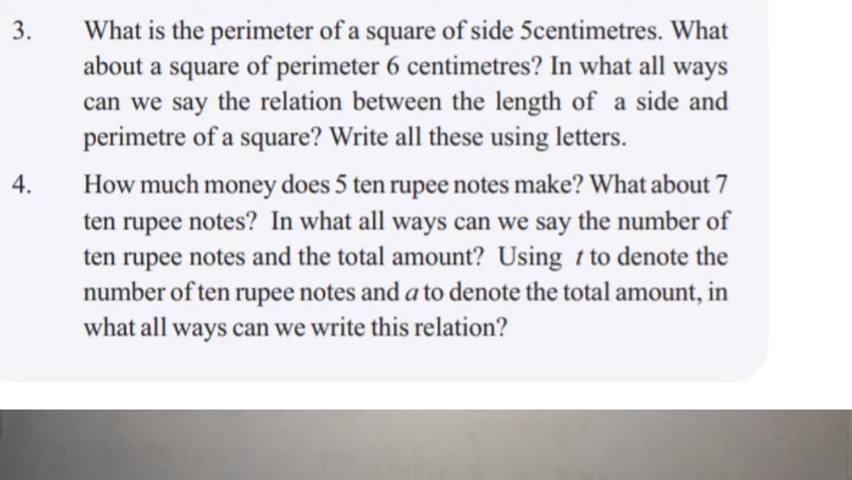 3. What is the perimeter of a square of side 5centimetres. What
about a square of perimeter 6 centimetres? In what all ways
can we say the relation between the length of a side and
perimetre of a square? Write all these using letters.
4. How much money does 5 ten rupee notes make? What about 7
ten rupee notes? In what all ways can we say the number of
ten rupee notes and the total amount? Using t to denote the
number of ten rupee notes and a to denote the total amount, in
what all ways can we write this relation?